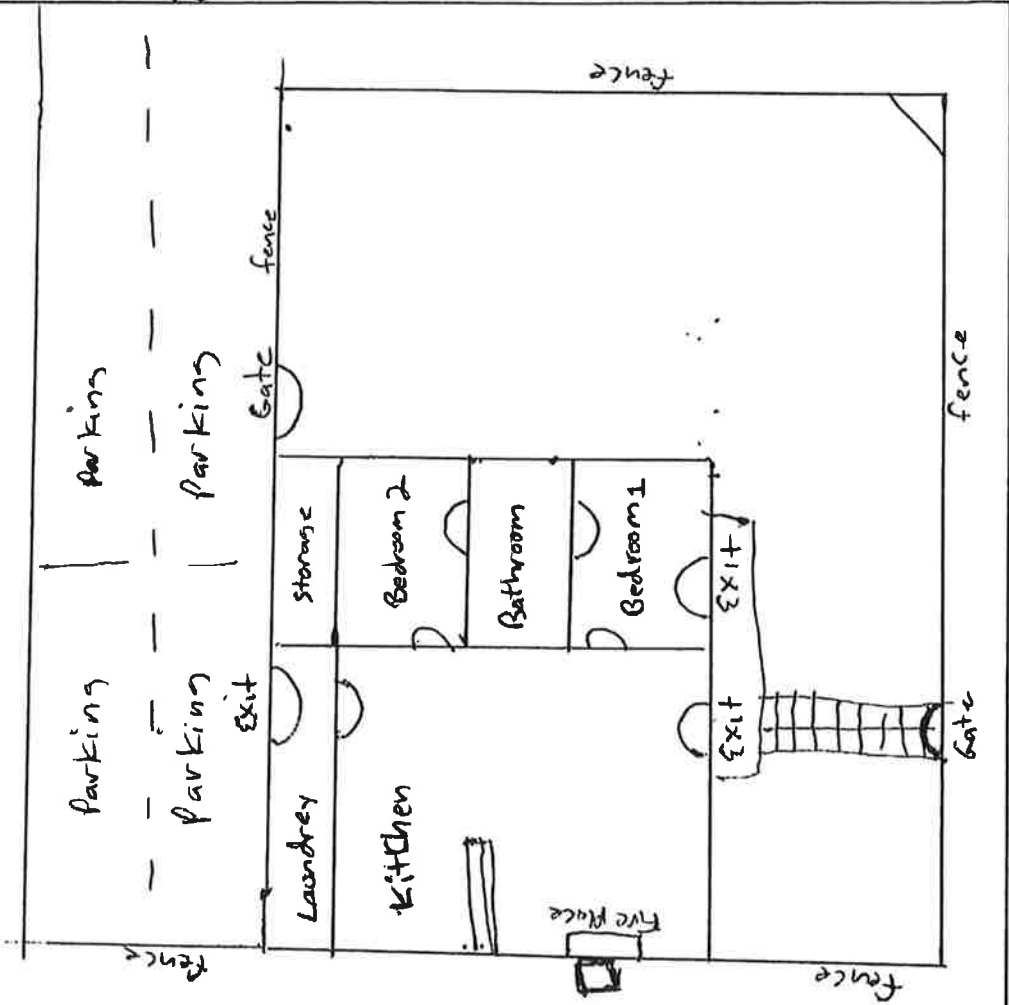 fence
Parking
Parking
Gate
fence
fence
Storage
Bedroom 2
Bathroom
Bedroom 1
Exit
Parking
Parking
Exit
Laundrey
Kitchen
Exit
Gate
Fire Place
fence
fence